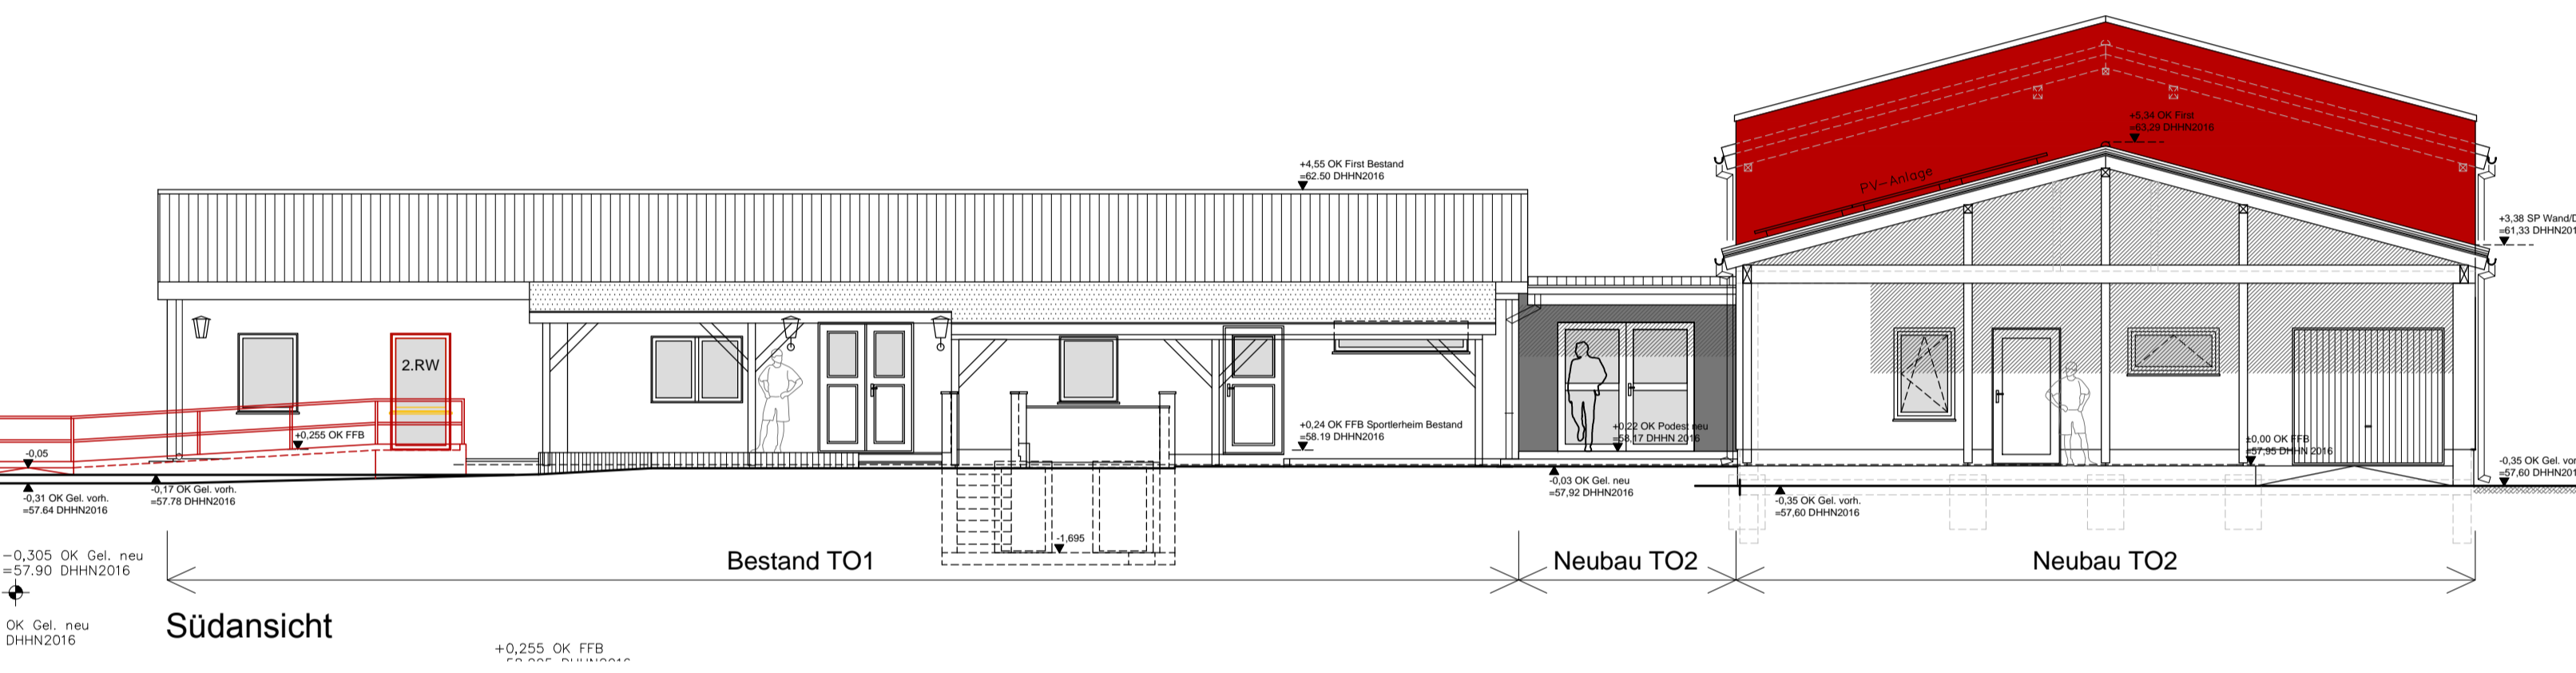 +5,34 OK First
=63,29 DHHN2016
+4,55 OK First Bestand
=62.50 DHHN2016
PV-Anlage
+3,38 SP Wand/D
=61,33 DHHN201
2.RW
+0,24 OK FFB Sportlerheim Bestand
=58.19 DHHN2016
+0,22 OK Podest neu
=58,17 DHHN 2016
+0,255 OK FFB
±0,00 OK FFB
=57,95 DHHN 2016
-0,05
-0,31 OK Gel. vorh.
=57.64 DHHN2016
-0,17 OK Gel. vorh.
=57.78 DHHN2016
-0,03 OK Gel. neu
=57,92 DHHN2016
-0,35 OK Gel. vorh.
=57,60 DHHN2016
-0,35 OK Gel. vor
=57,60 DHHN201
-1,695
-0,305 OK Gel. neu
=57.90 DHHN2016
Bestand TO1
Neubau TO2
Neubau TO2
OK Gel. neu
DHHN2016
Südansicht
+0,255 OK FFB